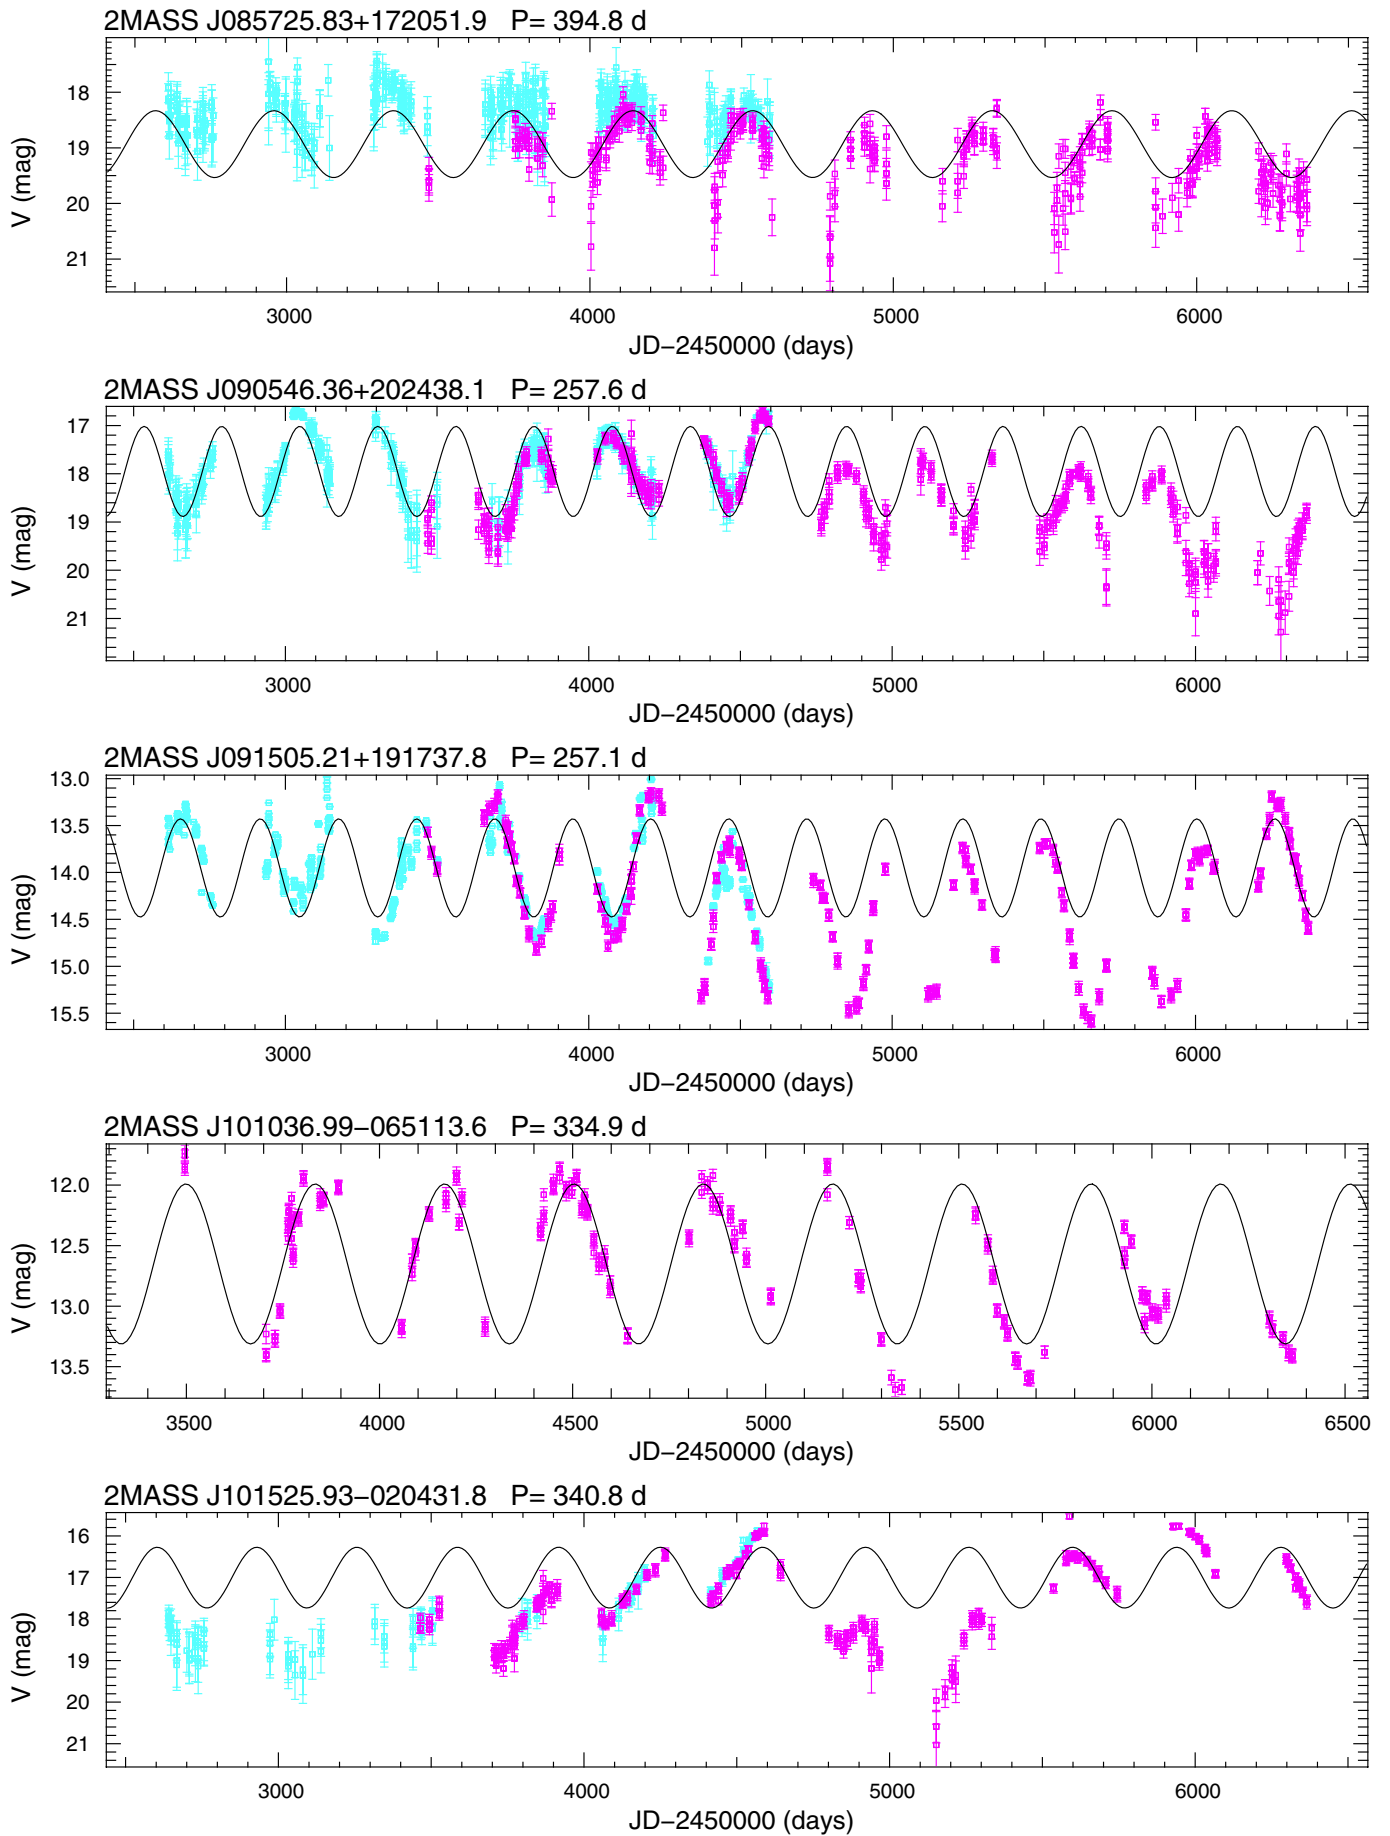 2MASS J085725.83+172051.9 P= 394.8 d
18
19
20
21
V (mag)
3000 4000 5000 6000
JD−2450000 (days)
2MASS J090546.36+202438.1 P= 257.6 d
17
18
19
20
21
V (mag)
3000 4000 5000 6000
JD−2450000 (days)
2MASS J091505.21+191737.8 P= 257.1 d
13.0
13.5
14.0
14.5
15.0
15.5
V (mag)
3000 4000 5000 6000
JD−2450000 (days)
2MASS J101036.99−065113.6 P= 334.9 d
12.0
12.5
13.0
13.5
V (mag)
3500 4000 4500 5000 5500 6000 6500
JD−2450000 (days)
2MASS J101525.93−020431.8 P= 340.8 d
16
17
18
19
20
21
V (mag)
3000 4000 5000 6000
JD−2450000 (days)